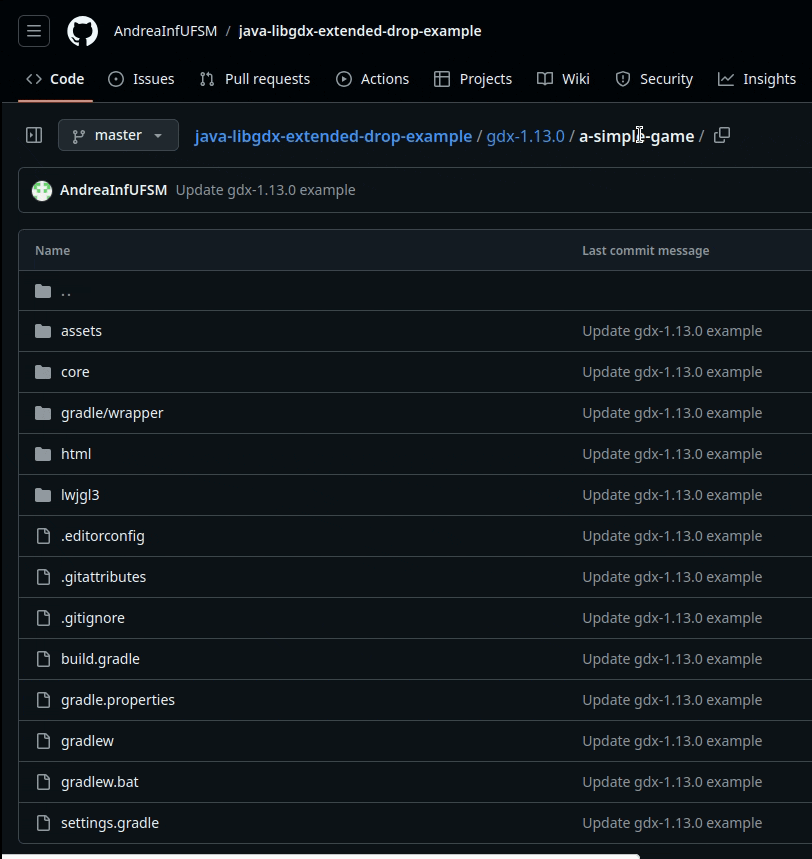 AndreaInfUFSM / java-libgdx-extended-drop-example
Code Issues Pull requests Actions Projects Wiki Security Insights
master java-libgdx-extended-drop-example / gdx-1.13.0 / a-simple-game /
AndreaInfUFSM Update gdx-1.13.0 example
Name Last commit message
..
assets Update gdx-1.13.0 example
core Update gdx-1.13.0 example
gradle/wrapper Update gdx-1.13.0 example
html Update gdx-1.13.0 example
lwjgl3 Update gdx-1.13.0 example
.editorconfig Update gdx-1.13.0 example
.gitattributes Update gdx-1.13.0 example
.gitignore Update gdx-1.13.0 example
build.gradle Update gdx-1.13.0 example
gradle.properties Update gdx-1.13.0 example
gradlew Update gdx-1.13.0 example
gradlew.bat Update gdx-1.13.0 example
settings.gradle Update gdx-1.13.0 example